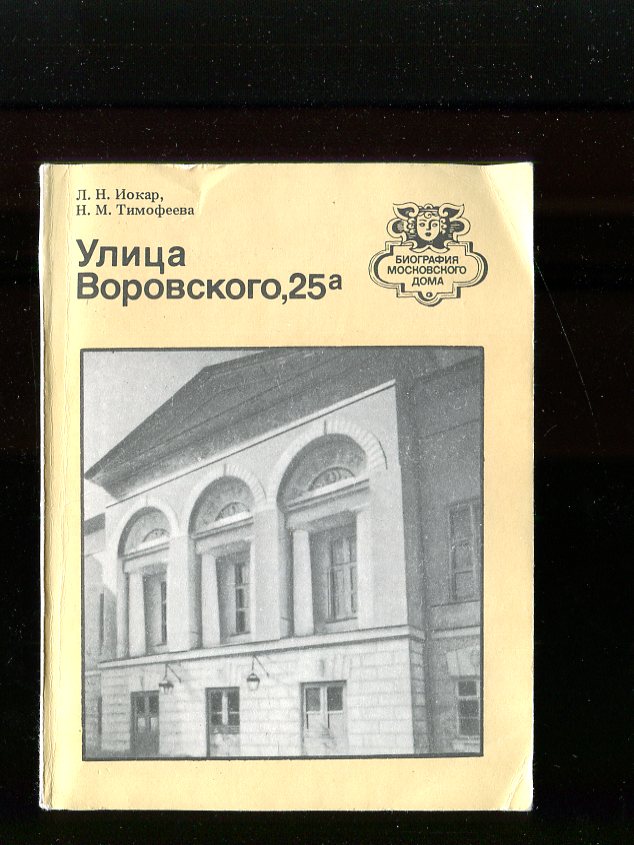 Л. Н. Иокар,
Н. М. Тимофеева
Улица
Воровского,25а
БИОГРАФИЯ
МОСКОВСКОГО
ДОМА